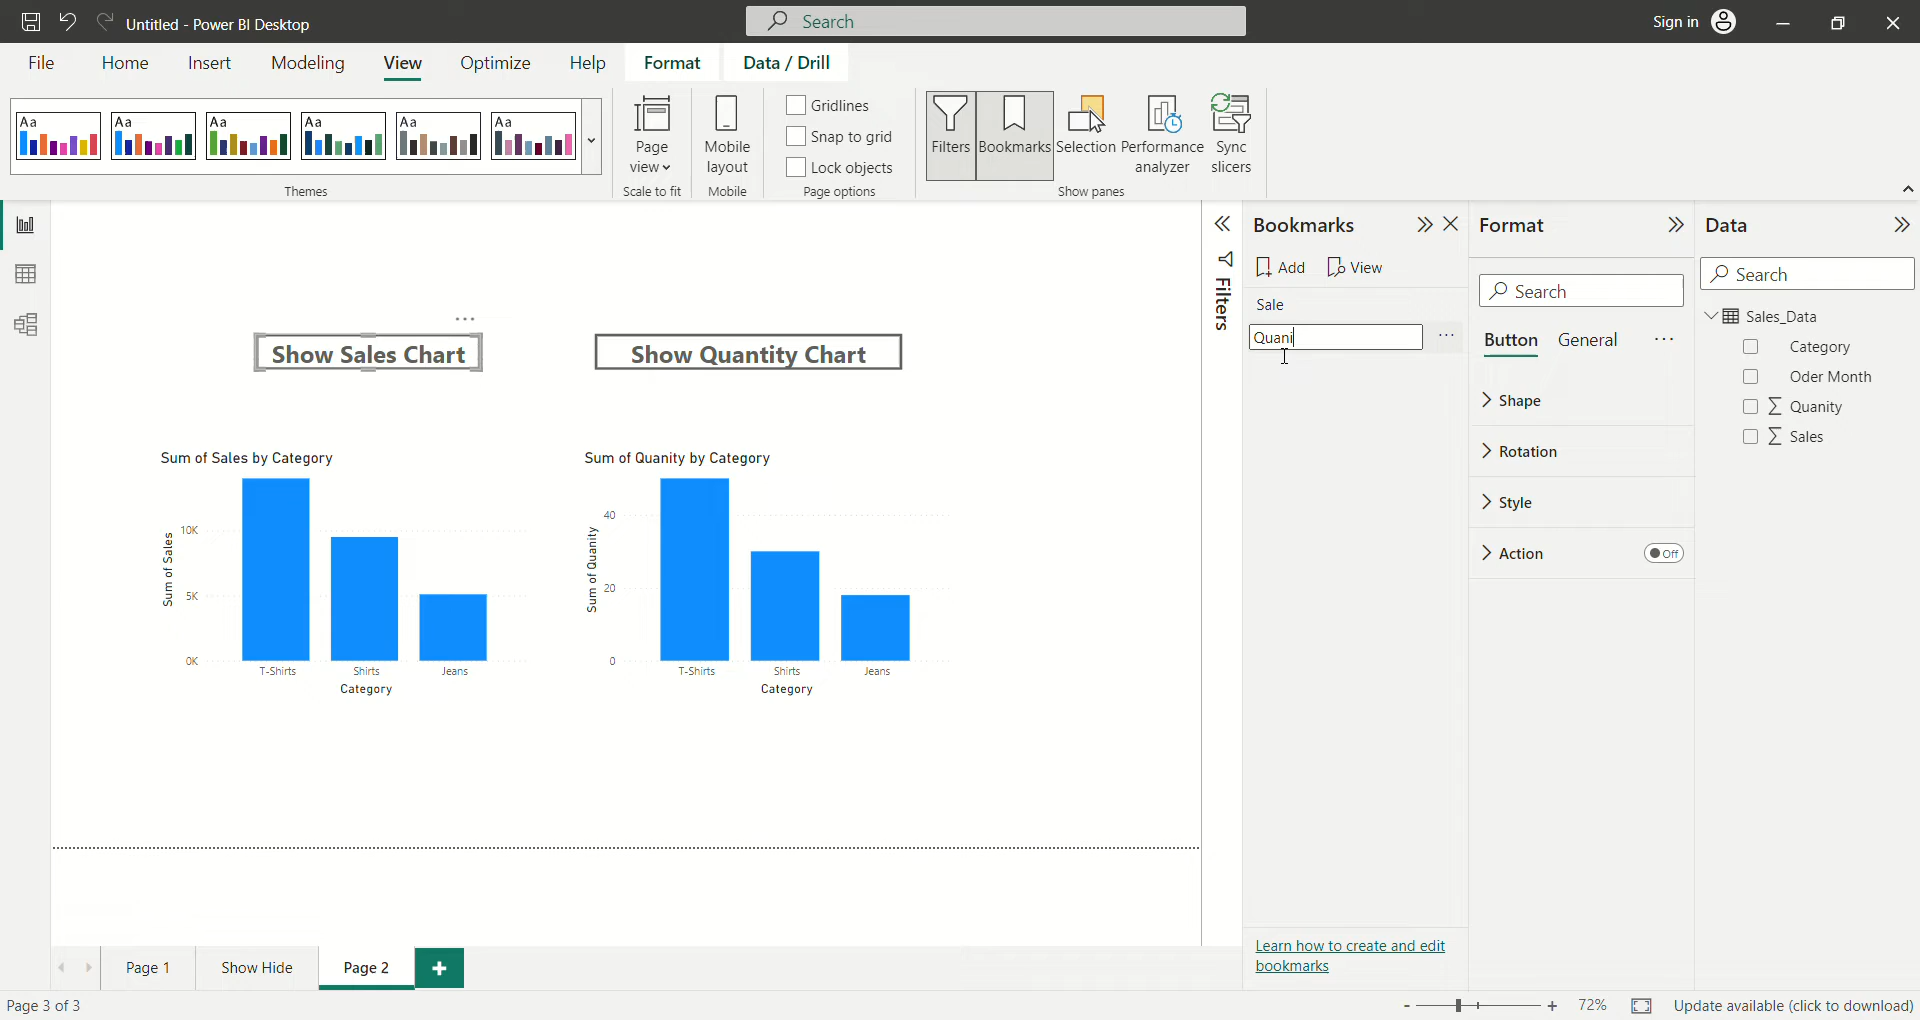 Untitled - Power BI Desktop
Search
Sign in
File Home Insert Modeling View Optimize Help Format Data / Drill
Aa Aa Aa Aa Aa Aa
Themes
Page view
Scale to fit
Mobile layout
Mobile
Gridlines
Snap to grid
Lock objects
Page options
Filters
Bookmarks
Selection
Performance analyzer
Sync slicers
Show panes
Show Sales Chart
Show Quantity Chart
Sum of Sales by Category
Sum of Sales
10K
5K
0K
T-Shirts Shirts Jeans
Category
Sum of Quanity by Category
Sum of Quanity
40
20
0
T-Shirts Shirts Jeans
Category
Filters
Bookmarks
Add View
Sale
Quani
Learn how to create and edit
bookmarks
Format
Search
Button General
Shape
Rotation
Style
Action Off
Data
Search
Sales_Data
Category
Oder Month
Quanity
Sales
Page 1 Show Hide Page 2
Page 3 of 3
- + 72% Update available (click to download)